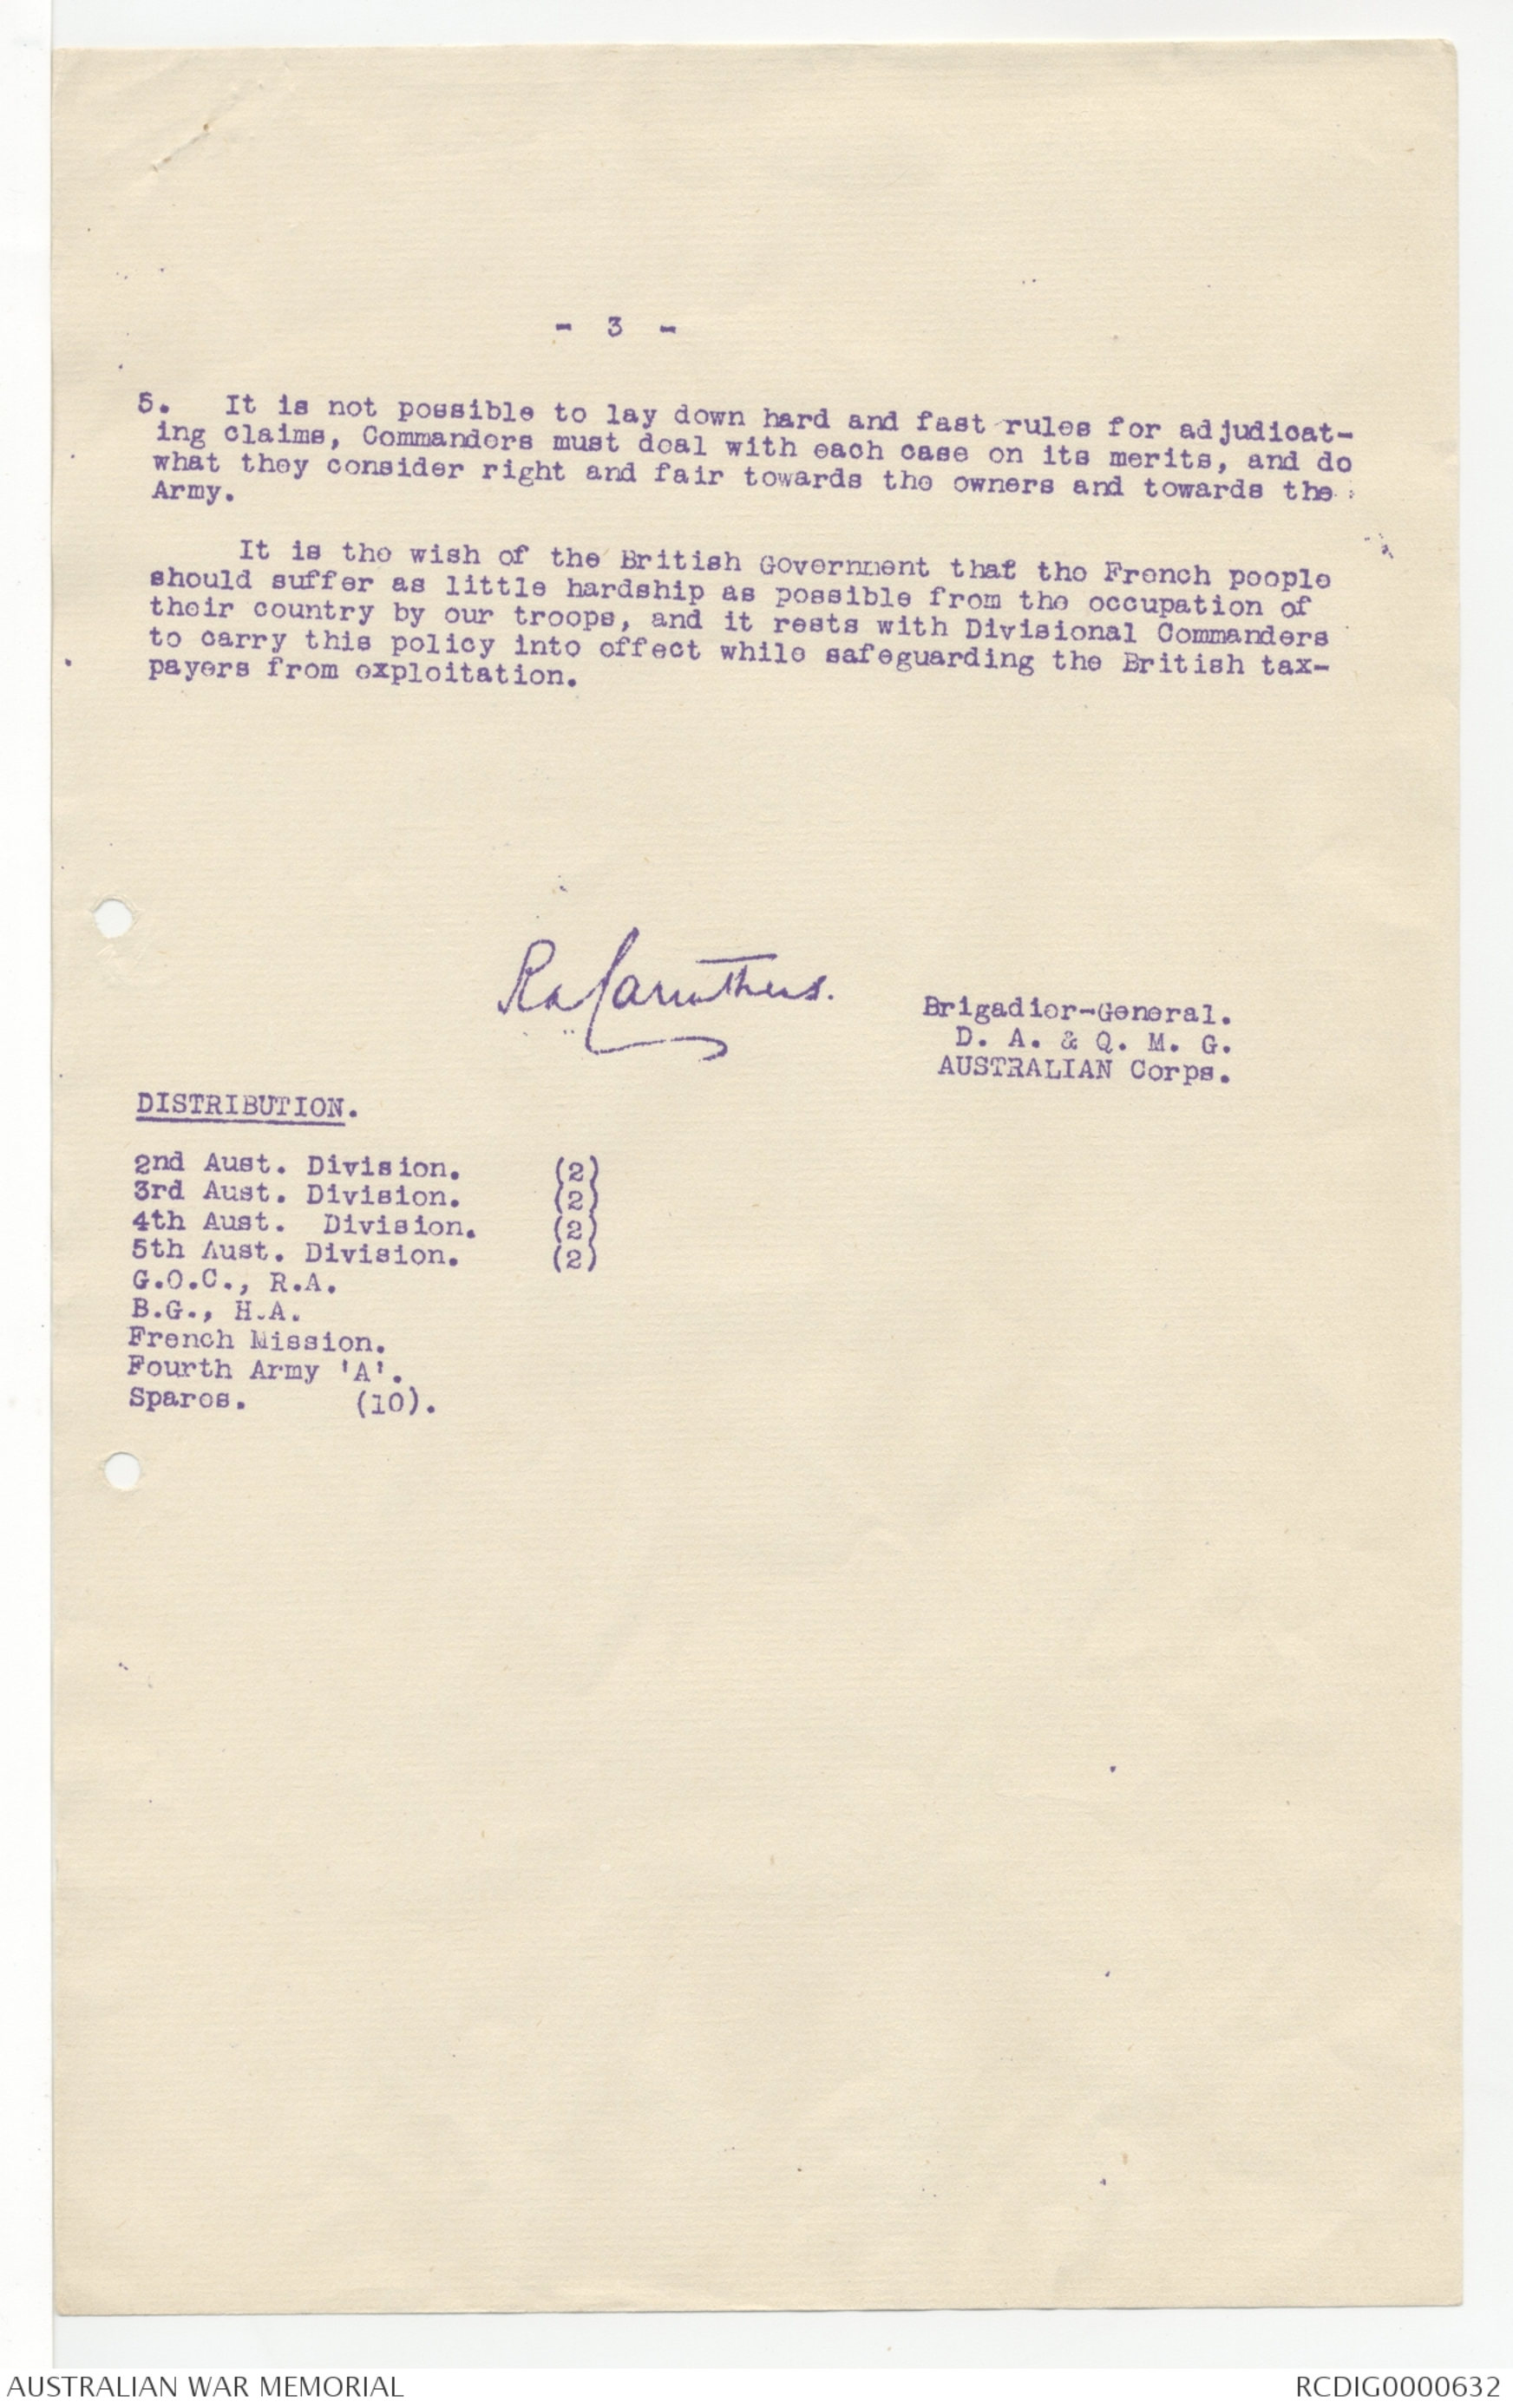 - 3 -
5. It is not possible to lay down hard and fast rules for adjudicat-
ing claims, Commanders must deal with each case on its merits, and do
what they consider right and fair towards the owners and towards the
Army.
It is the wish of the British Government that the French people
should suffer as little hardship as possible from the occupation of
their country by our troops, and it rests with Divisional Commanders
to carry this policy into effect while safeguarding the British tax-
payers from exploitation.
Ra Carruthers.
Brigadier-General.
D. A. & Q. M. G.
AUSTRALIAN Corps.
DISTRIBUTION.
2nd Aust. Division. (2)
3rd Aust. Division. (2)
4th Aust. Division. (2)
5th Aust. Division. (2)
G.O.C., R.A.
B.G., H.A.
French Mission.
Fourth Army 'A'.
Spares. (10).
AUSTRALIAN WAR MEMORIAL
RCDIG0000632